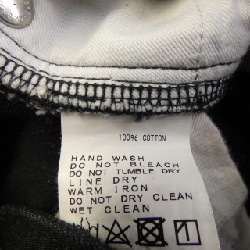 100% COTTON
HAND WASH
DO NOT BLEACH
DO NOT TUMBLE DRY
LINE DRY
WARM IRON
DO NOT DRY CLEAN
WET CLEAN